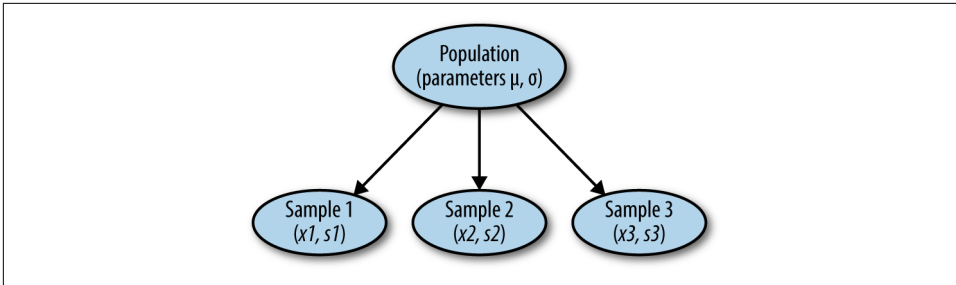 Population
(parameters μ, σ)
Sample 1
(x1, s1)
Sample 2
(x2, s2)
Sample 3
(x3, s3)